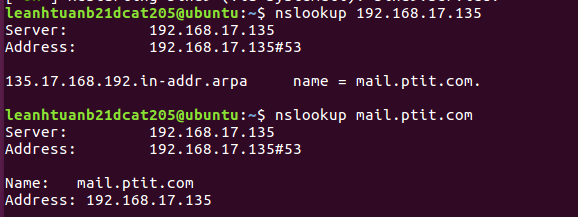 leanhtuanb21dcat205@ubuntu:~$ nslookup 192.168.17.135
Server:         192.168.17.135
Address:        192.168.17.135#53

135.17.168.192.in-addr.arpa     name = mail.ptit.com.

leanhtuanb21dcat205@ubuntu:~$ nslookup mail.ptit.com
Server:         192.168.17.135
Address:        192.168.17.135#53

Name:   mail.ptit.com
Address: 192.168.17.135